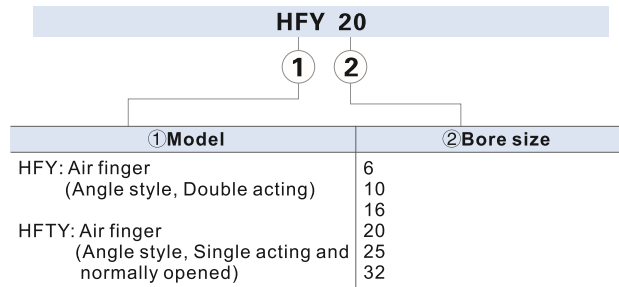 HFY 20
1 2
①Model ②Bore size
HFY: Air finger 6
(Angle style, Double acting) 10
16
HFTY: Air finger 20
(Angle style, Single acting and 25
normally opened) 32